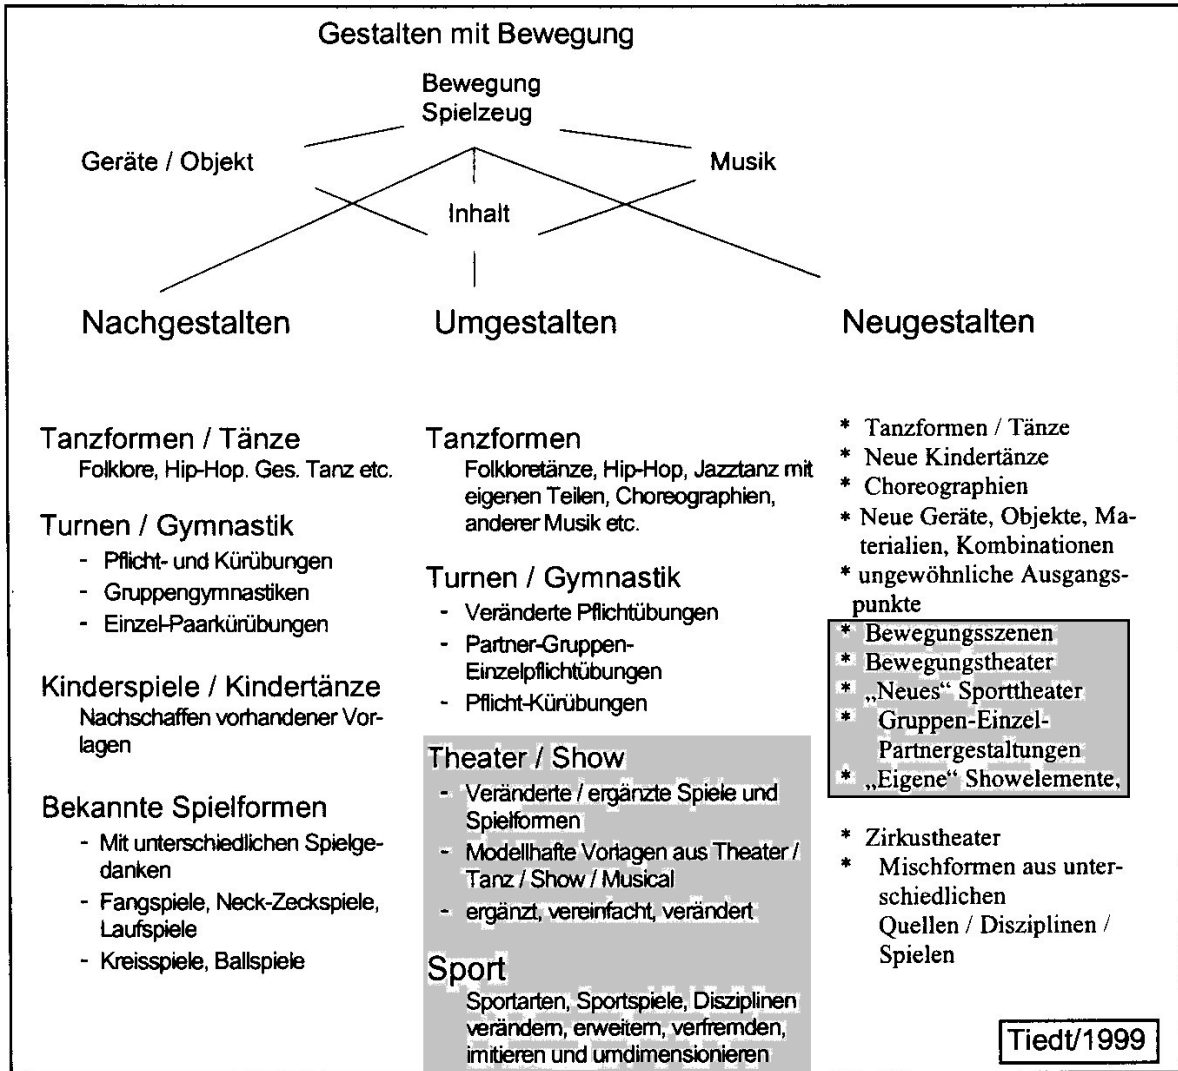 Gestalten mit Bewegung
Bewegung
Spielzeug
Geräte / Objekt
Musik
Inhalt
Nachgestalten
Umgestalten
Neugestalten
Tanzformen / Tänze
Folklore, Hip-Hop. Ges. Tanz etc.
Turnen / Gymnastik
- Pflicht- und Kürübungen
- Gruppengymnastiken
- Einzel-Paarkürübungen
Kinderspiele / Kindertänze
Nachschaffen vorhandener Vor-
lagen
Bekannte Spielformen
- Mit unterschiedlichen Spielge-
danken
- Fangspiele, Neck-Zeckspiele,
Laufspiele
- Kreisspiele, Ballspiele
Tanzformen
Folkloretänze, Hip-Hop, Jazztanz mit
eigenen Teilen, Choreographien,
anderer Musik etc.
Turnen / Gymnastik
- Veränderte Pflichtübungen
- Partner-Gruppen-
Einzelpflichtübungen
- Pflicht-Kürübungen
Theater / Show
- Veränderte / ergänzte Spiele und
Spielformen
- Modellhafte Vorlagen aus Theater /
Tanz / Show / Musical
- ergänzt, vereinfacht, verändert
Sport
Sportarten, Sportspiele, Disziplinen
verändern, erweitern, verfremden,
imitieren und umdimensionieren
* Tanzformen / Tänze
* Neue Kindertänze
* Choreographien
* Neue Geräte, Objekte, Ma-
terialien, Kombinationen
* ungewöhnliche Ausgangs-
punkte
* Bewegungsszenen
* Bewegungstheater
* „Neues“ Sporttheater
* Gruppen-Einzel-
Partnergestaltungen
* „Eigene“ Showelemente,
* Zirkustheater
* Mischformen aus unter-
schiedlichen
Quellen / Disziplinen /
Spielen
Tiedt/1999